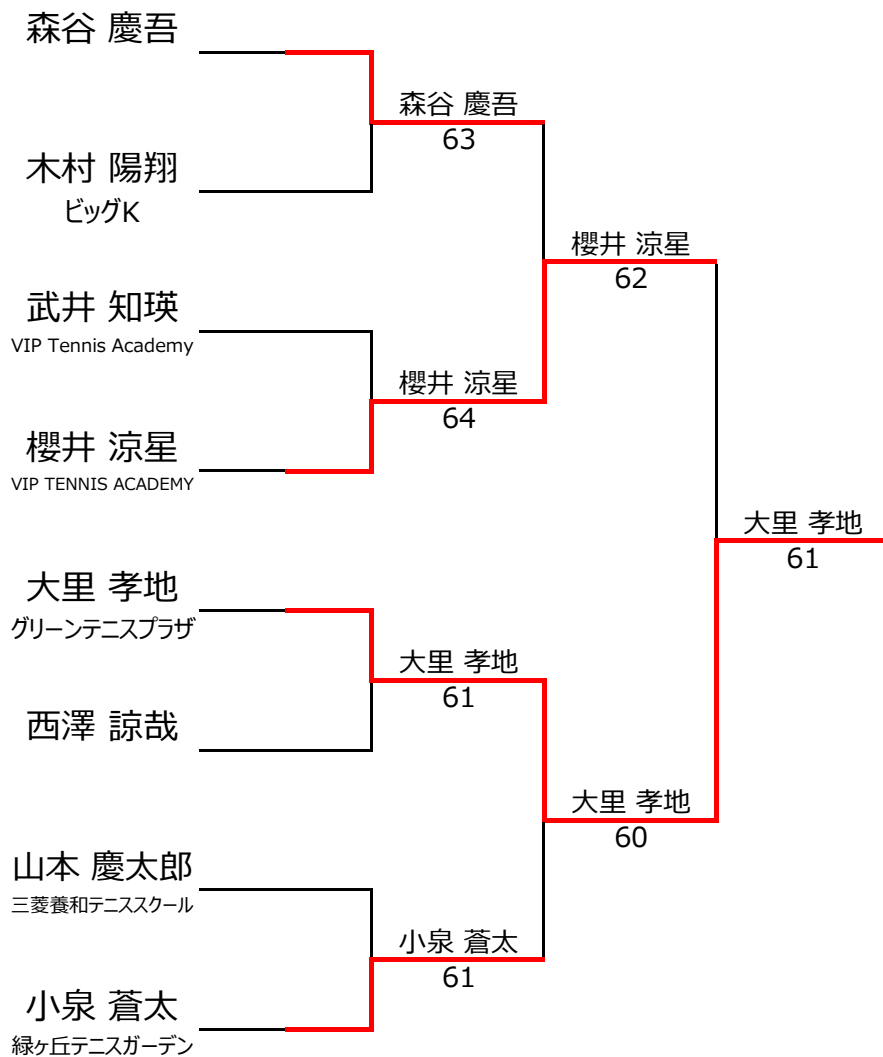 森谷 慶吾
木村 陽翔
ビッグK
武井 知瑛
VIP Tennis Academy
櫻井 涼星
VIP TENNIS ACADEMY
大里 孝地
グリーンテニスプラザ
西澤 諒哉
山本 慶太郎
三菱養和テニススクール
小泉 蒼太
緑ヶ丘テニスガーデン
森谷 慶吾
63
櫻井 涼星
64
大里 孝地
61
小泉 蒼太
61
櫻井 涼星
62
大里 孝地
60
大里 孝地
61